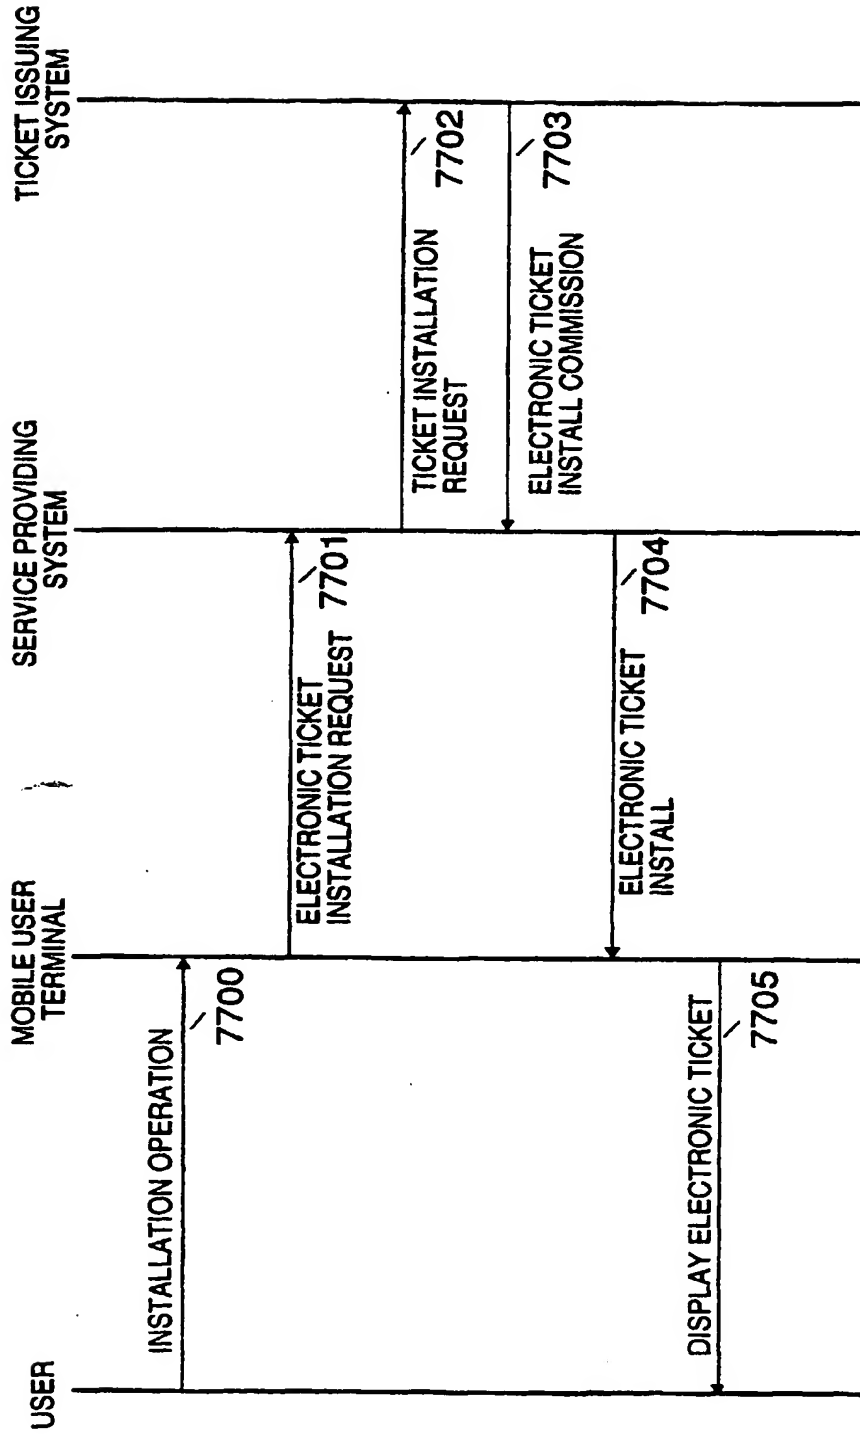 USER
MOBILE USER
TERMINAL
SERVICE PROVIDING
SYSTEM
TICKET ISSUING
SYSTEM
INSTALLATION OPERATION
7700
ELECTRONIC TICKET
INSTALLATION REQUEST
7701
TICKET INSTALLATION
REQUEST
7702
ELECTRONIC TICKET
INSTALL COMMISSION
7703
ELECTRONIC TICKET
INSTALL
7704
DISPLAY ELECTRONIC TICKET
7705